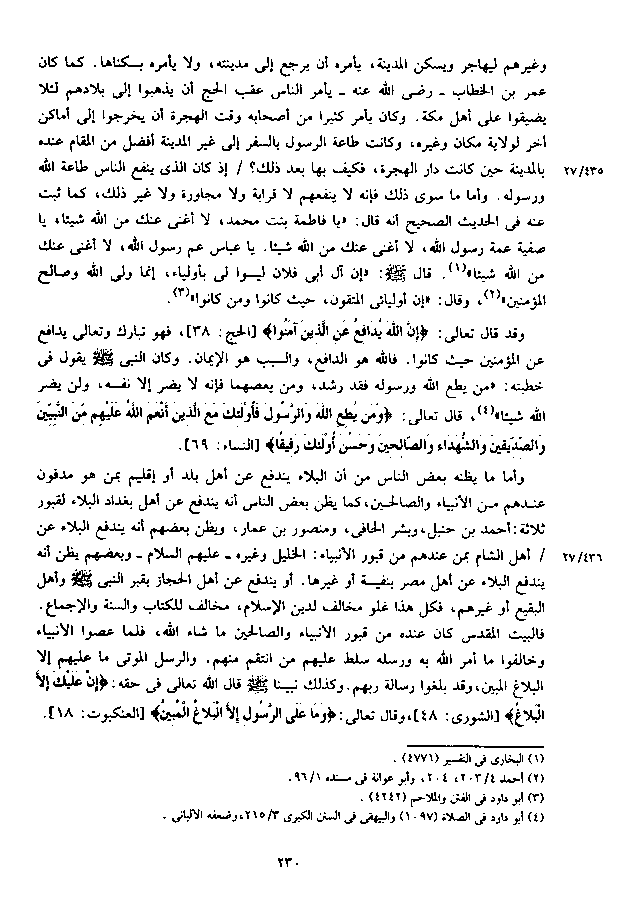 وغيرهم ليهاجر ويسكن المدينة، يأمره أن يرجع إلى مدينته، ولا يأمره بسكناها. كما كان
عمر بن الخطاب ـ رضى الله عنه ـ يأمر الناس عقب الحج أن يذهبوا إلى بلادهم لئلا
يضيقوا على أهل مكة. وكان يأمر كثيرا من أصحابه وقت الهجرة أن يخرجوا إلى أماكن
أخر لولاية مكان وغيره، وكانت طاعة الرسول بالسفر إلى غير المدينة أفضل من المقام عنده
٢٧/٤٣٥ بالمدينة حين كانت دار الهجرة، فكيف بها بعد ذلك؟ / إذ كان الذى ينفع الناس طاعة الله
ورسوله. وأما ما سوى ذلك فإنه لا ينفعهم لا قرابة ولا مجاورة ولا غير ذلك، كما ثبت
عنه فى الحديث الصحيح أنه قال: «يا فاطمة بنت محمد، لا أغنى عنك من الله شيئا، يا
صفية عمة رسول الله، لا أغنى عنك من الله شيئا. يا عباس عم رسول الله، لا أغنى عنك
من الله شيئا»(١). قال ﷺ: «إن آل أبى فلان ليسوا لى بأولياء، إنما ولى الله وصالح
المؤمنين»(٢)، وقال: «إن أوليائى المتقون، حيث كانوا ومن كانوا»(٣).
وقد قال تعالى: ﴿إِنَّ اللَّهَ يُدَافِعُ عَنِ الَّذِينَ آمَنُوا﴾ [الحج: ٣٨]، فهو تبارك وتعالى يدافع
عن المؤمنين حيث كانوا. فالله هو الدافع، والسبب هو الإيمان. وكان النبى ﷺ يقول فى
خطبته: «من يطع الله ورسوله فقد رشد، ومن يعصهما فإنه لا يضر إلا نفسه، ولن يضر
الله شيئا»(٤)، قال تعالى: ﴿وَمَن يُطِعِ اللَّهَ وَالرَّسُولَ فَأُولَئِكَ مَعَ الَّذِينَ أَنْعَمَ اللَّهُ عَلَيْهِم مِّنَ النَّبِيِّينَ
وَالصِّدِّيقِينَ وَالشُّهَدَاءِ وَالصَّالِحِينَ وَحَسُنَ أُولَئِكَ رَفِيقًا﴾ [النساء: ٦٩].
وأما ما يظنه بعض الناس من أن البلاء يندفع عن أهل بلد أو إقليم بمن هو مدفون
عندهم من الأنبياء والصالحين، كما يظن بعض الناس أنه يندفع عن أهل بغداد البلاء لقبور
ثلاثة: أحمد بن حنبل، وبشر الحافى، ومنصور بن عمار، ويظن بعضهم أنه يندفع البلاء عن
٢٧/٤٣٦ / أهل الشام بمن عندهم من قبور الأنبياء: الخليل وغيره ـ عليهم السلام ـ وبعضهم يظن أنه
يندفع البلاء عن أهل مصر بنفيسة أو غيرها. أو يندفع عن أهل الحجاز بقبر النبى ﷺ وأهل
البقيع أو غيرهم، فكل هذا غلو مخالف لدين الإسلام، مخالف للكتاب والسنة والإجماع.
فالبيت المقدس كان عنده من قبور الأنبياء والصالحين ما شاء الله، فلما عصوا الأنبياء
وخالفوا ما أمر الله به ورسله سلط عليهم من انتقم منهم. والرسل الموتى ما عليهم إلا
البلاغ المبين، وقد بلغوا رسالة ربهم. وكذلك نبينا ﷺ قال الله تعالى فى حقه: ﴿إِنْ عَلَيْكَ إِلاَّ
الْبَلاغُ﴾ [الشورى: ٤٨]، وقال تعالى: ﴿وَمَا عَلَى الرَّسُولِ إِلاَّ الْبَلاغُ الْمُبِينُ﴾ [العنكبوت: ١٨].
(١) البخارى فى التفسير (٤٧٧١) .
(٢) أحمد ٢٠٣/٤، ٢٠٤، وأبو عوانة فى مسنده ٩٦/١.
(٣) أبو داود فى الفتن والملاحم (٤٢٤٢) .
(٤) أبو داود فى الصلاة (١٠٩٧) والبيهقى فى السنن الكبرى ٢١٥/٣، وضعفه الألبانى .
٢٣٠